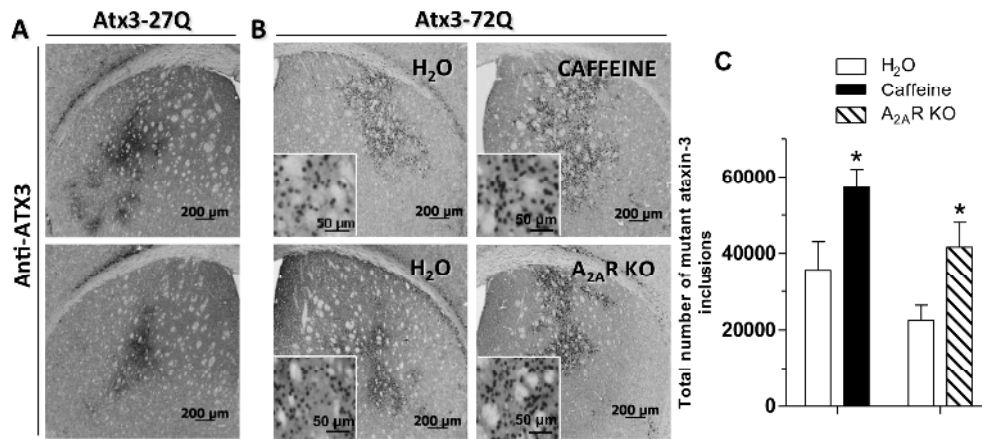 A
Atx3-27Q
B
Atx3-72Q
Anti-ATX3
200 µm
H₂O
50 µm
200 µm
CAFFEINE
50 µm
200 µm
200 µm
H₂O
50 µm
200 µm
A₂ₐR KO
50 µm
200 µm
C
H₂O
Caffeine
A₂ₐR KO
Total number of mutant ataxin-3
inclusions
60000
40000
20000
0
*
*